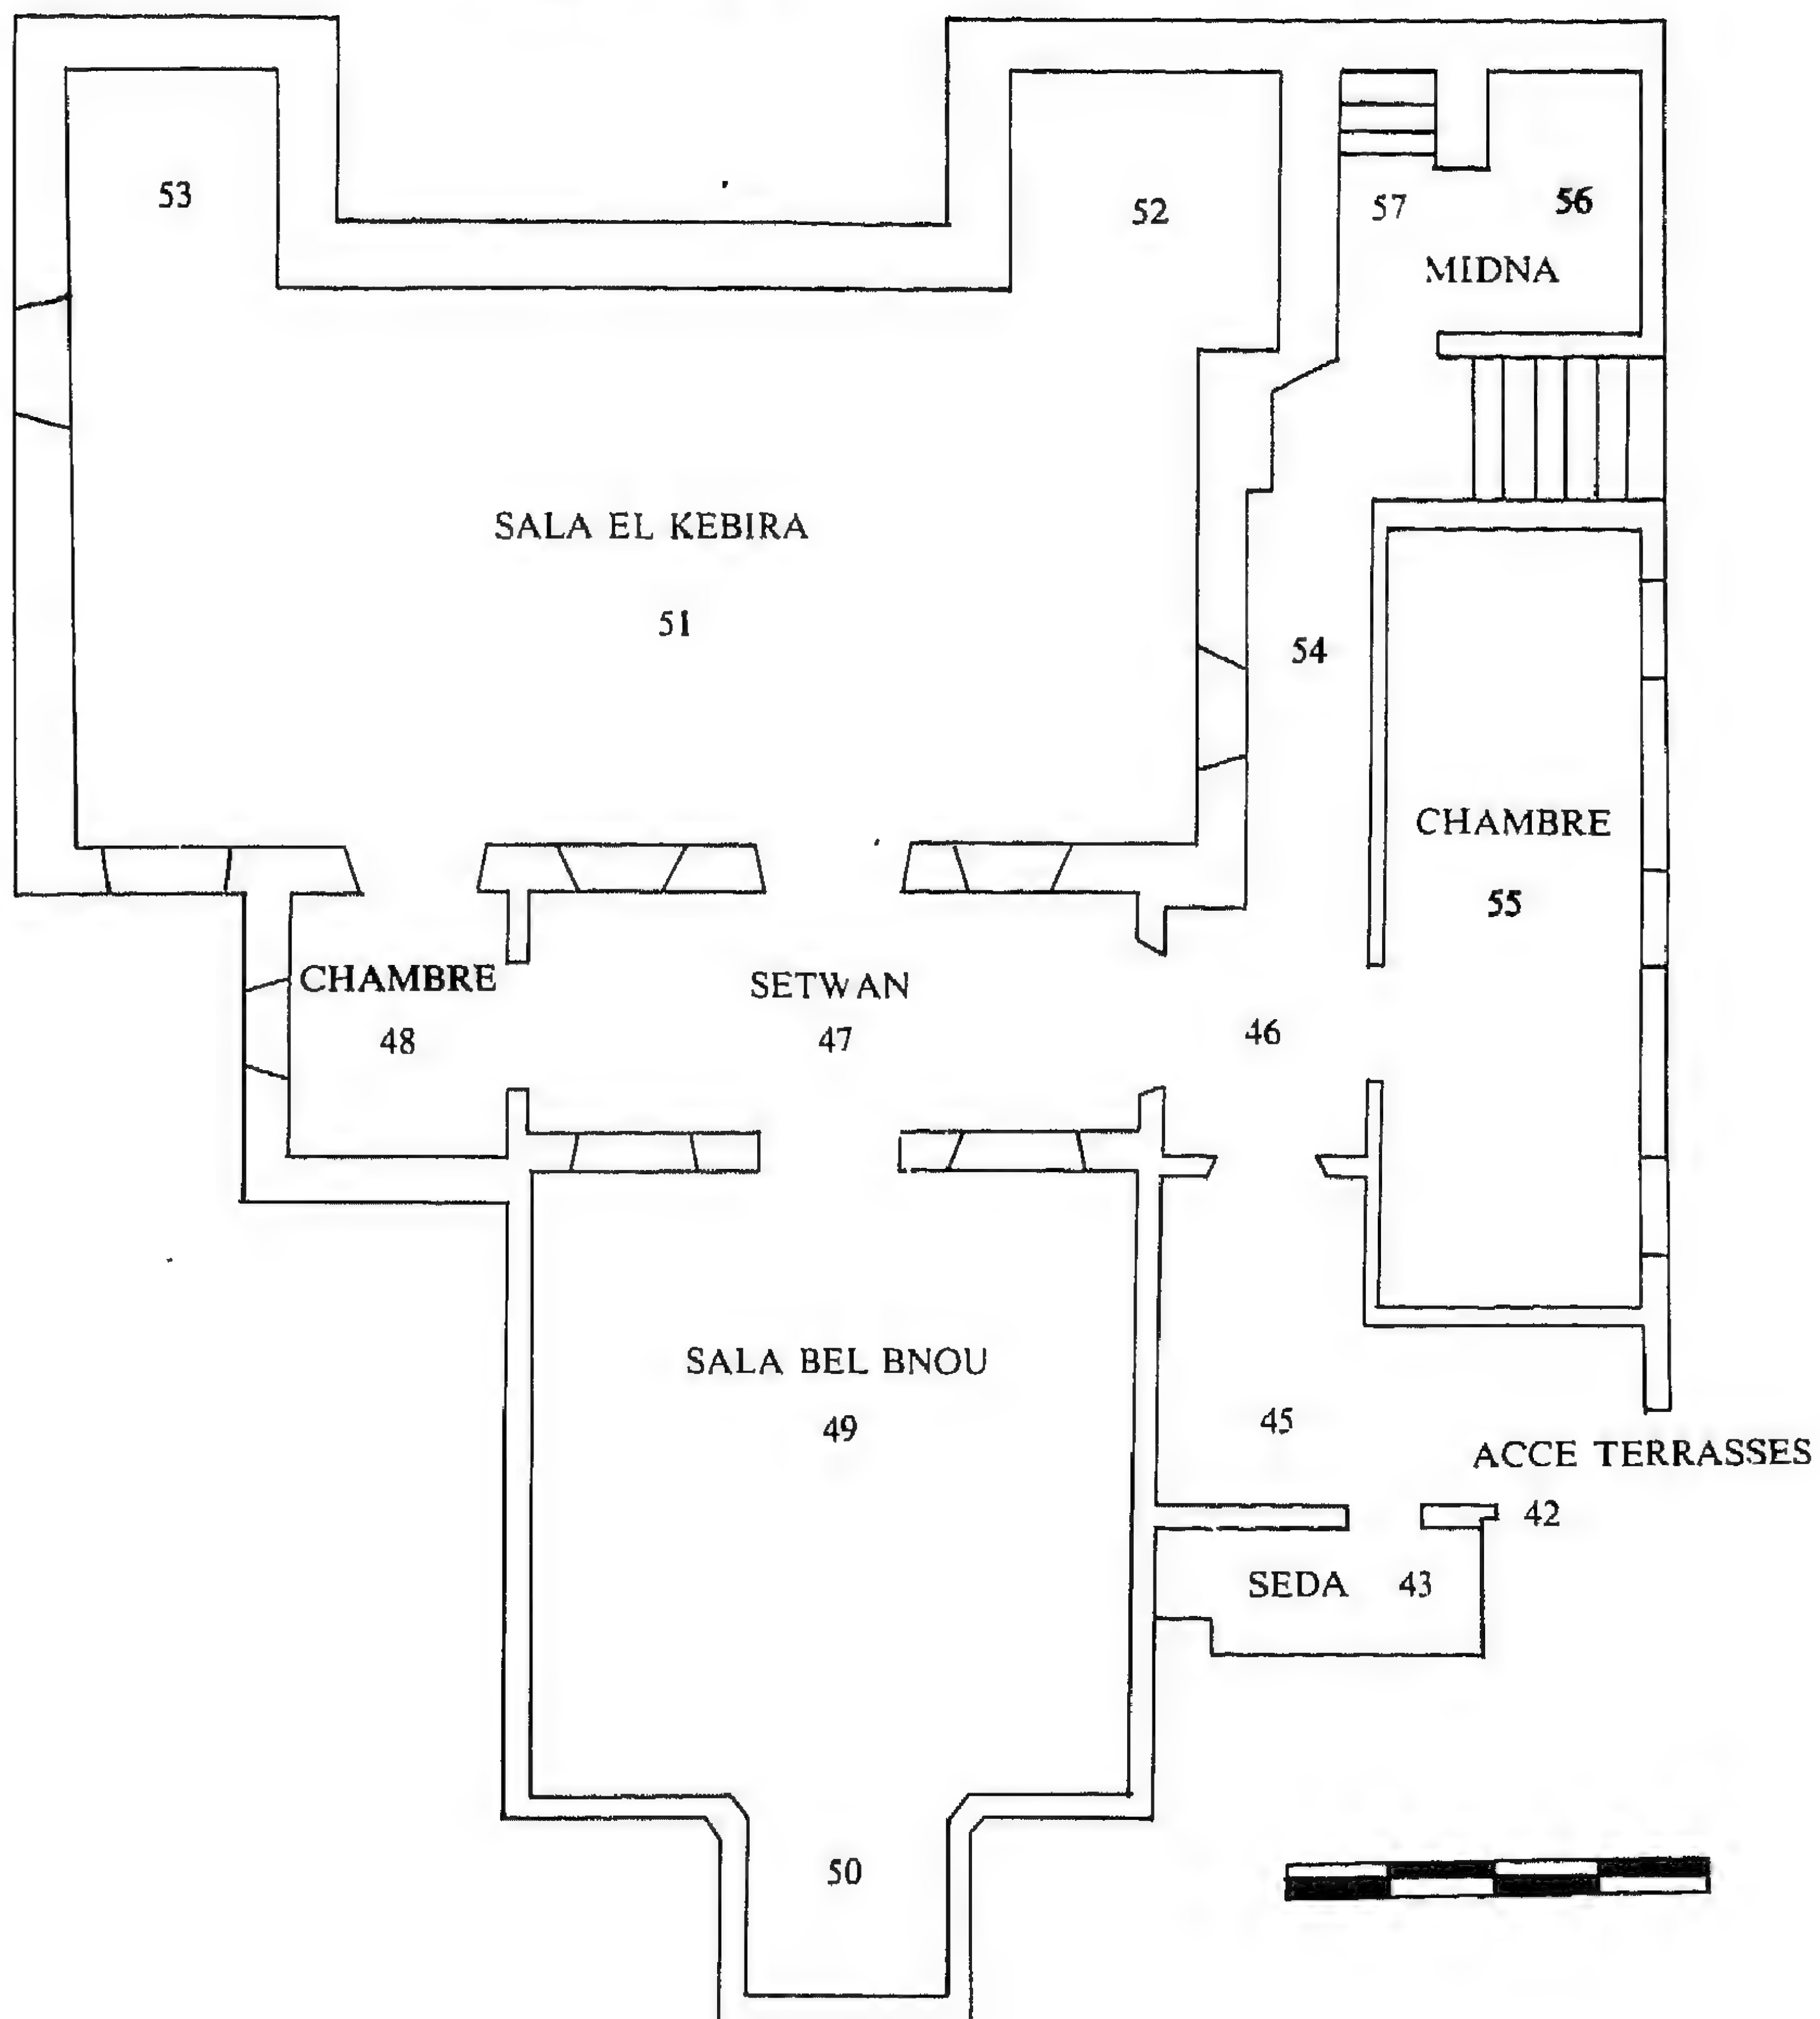 53
52
57
56
MIDNA
SALA EL KEBIRA
51
54
CHAMBRE
55
CHAMBRE
48
SETWAN
47
46
SALA BEL BNOU
49
45
ACCE TERRASSES
42
SEDA 43
50